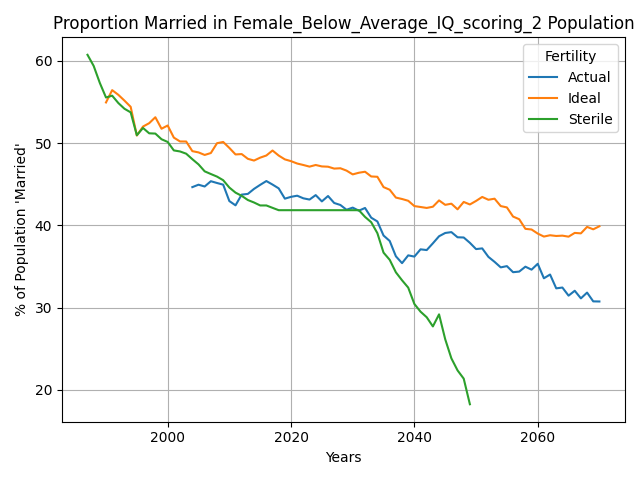 Proportion Married in Female_Below_Average_IQ_scoring_2 Population
% of Population 'Married'
60
50
40
30
20
Fertility
Actual
Ideal
Sterile
2000
2020
2040
2060
Years